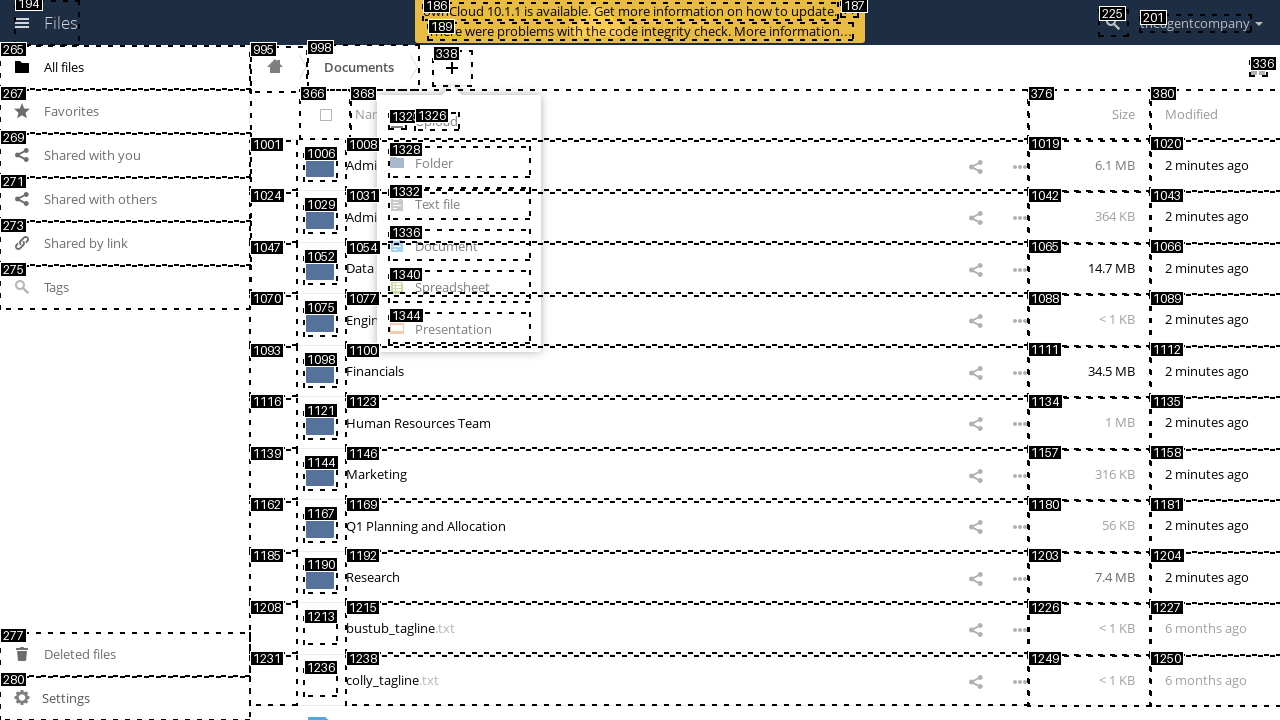 194
Files
186
ownCloud 10.1.1 is available. Get more information on how to update.
187
189
There were problems with the code integrity check. More information…
225
201
theagentcompany
265
All files
995
998
Documents
338
+
336
267
Favorites
366
368
376
Size
380
Modified
1326
Upload
269
Shared with you
1001
1006
1008
Admi
1328
Folder
1019
6.1 MB
1020
2 minutes ago
271
Shared with others
1024
1029
1031
Admi
1332
Text file
1042
364 KB
1043
2 minutes ago
273
Shared by link
1047
1052
1054
Data
1336
Document
1065
14.7 MB
1066
2 minutes ago
275
Tags
1070
1075
1077
Engin
1340
Spreadsheet
1344
Presentation
1088
< 1 KB
1089
2 minutes ago
1093
1098
1100
Financials
1111
34.5 MB
1112
2 minutes ago
1116
1121
1123
Human Resources Team
1134
1 MB
1135
2 minutes ago
1139
1144
1146
Marketing
1157
316 KB
1158
2 minutes ago
1162
1167
1169
Q1 Planning and Allocation
1180
56 KB
1181
2 minutes ago
1185
1190
1192
Research
1203
7.4 MB
1204
2 minutes ago
1208
1213
1215
bustub_tagline.txt
1226
< 1 KB
1227
6 months ago
277
Deleted files
1231
1236
1238
colly_tagline.txt
1249
< 1 KB
1250
6 months ago
280
Settings